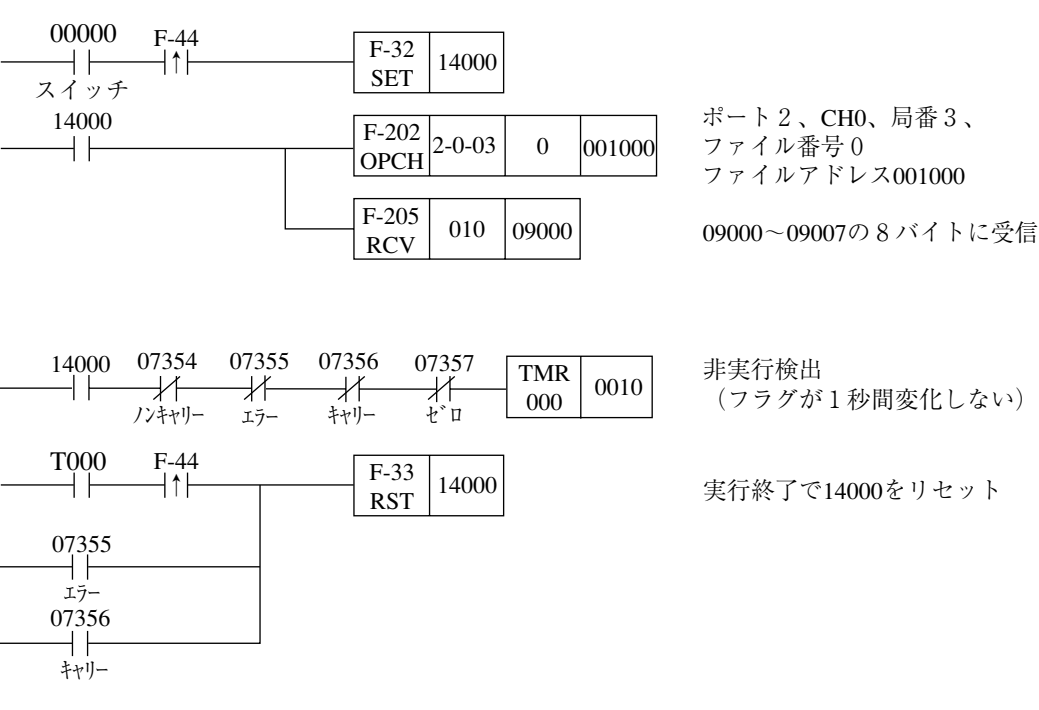 00000 F-44
F-32
SET
14000
スイッチ
14000
F-202
OPCH
2-0-03
0
001000
ポート２、CH0、局番３、
ファイル番号０
ファイルアドレス001000
F-205
RCV
010
09000
09000～09007の８バイトに受信
14000 07354 07355 07356 07357
ﾉﾝｷｬﾘｰ ｴﾗｰ ｷｬﾘｰ ｾﾞﾛ
TMR
000
0010
非実行検出
（フラグが１秒間変化しない）
T000 F-44
F-33
RST
14000
実行終了で14000をリセット
07355
ｴﾗｰ
07356
ｷｬﾘｰ